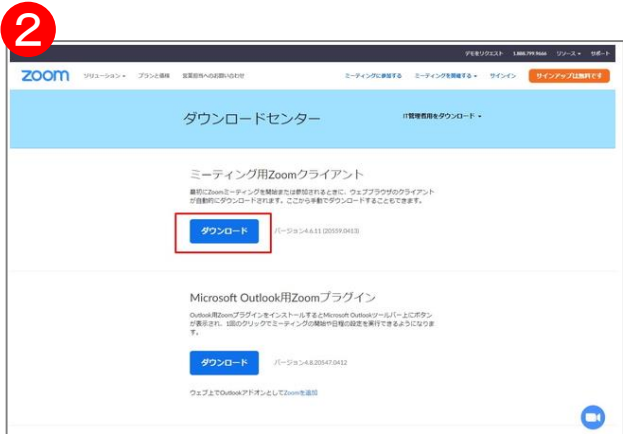 2
デモをリクエスト 1.888.799.9666 リソース サポート
zoom ソリューション プランと価格 営業担当へのお問い合わせ ミーティングに参加する ミーティングを開催する サインイン サインアップは無料です
ダウンロードセンター IT管理者用をダウンロード
ミーティング用Zoomクライアント
最初にZoomミーティングを開始または参加されるときに、ウェブブラウザのクライアント
が自動的にダウンロードされます。ここから手動でダウンロードすることもできます。
ダウンロード バージョン4.6.11 (20559.0413)
Microsoft Outlook用Zoomプラグイン
Outlook用ZoomプラグインをインストールするとMicrosoft Outlookツールバー上にボタン
が表示され、1回のクリックでミーティングの開始や日程の設定を実行できるようになりま
す。
ダウンロード バージョン4.8.20547.0412
ウェブ上でOutlookアドオンとしてZoomを追加